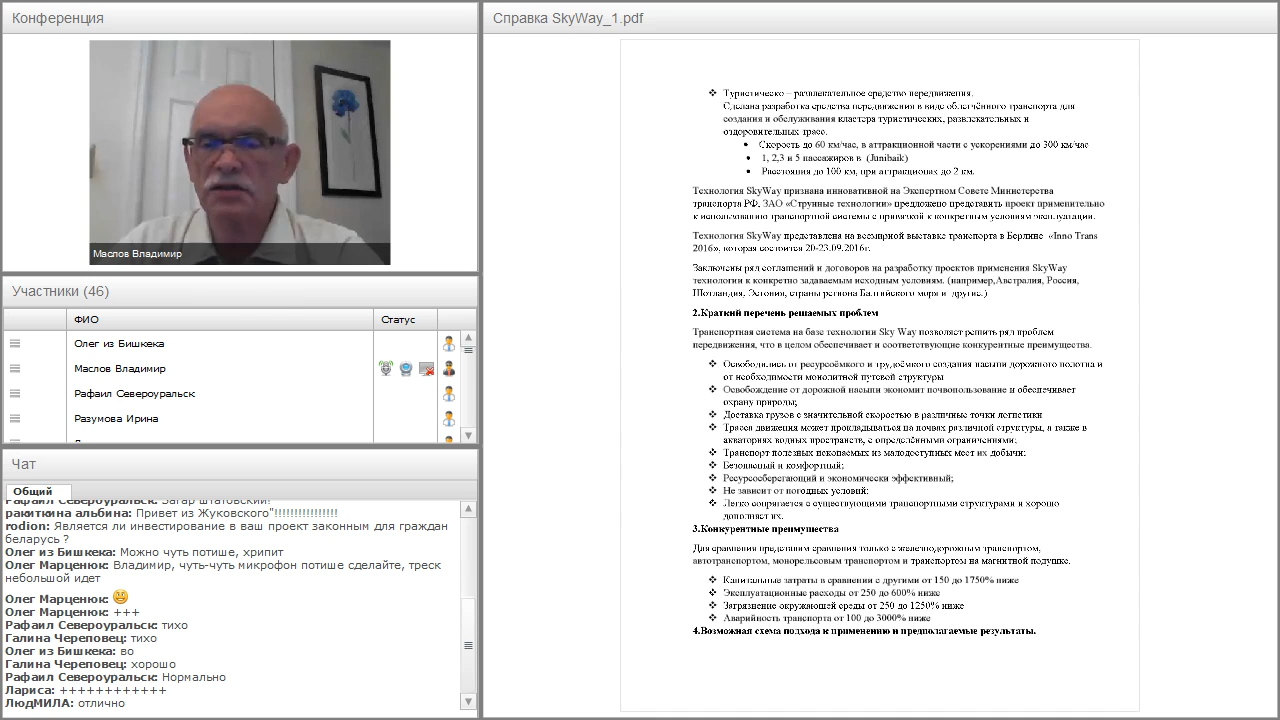 Конференция
Маслов Владимир
Участники (46)
ФИО Статус
Олег из Бишкека
Маслов Владимир
Рафаил Североуральск
Разумова Ирина
Чат
Общий
Рафаил Североуральск: Загар штатовский!
ракиткина альбина: Привет из Жуковского"!!!!!!!!!!!!!!!!
rodion: Является ли инвестирование в ваш проект законным для граждан
беларусь ?
Олег из Бишкека: Можно чуть потише, хрипит
Олег Марценюк: Владимир, чуть-чуть микрофон потише сделайте, треск
небольшой идет
Олег Марценюк:
Олег Марценюк: +++
Рафаил Североуральск: тихо
Галина Череповец: тихо
Олег из Бишкека: во
Галина Череповец: хорошо
Рафаил Североуральск: Нормально
Лариса: ++++++++++++
ЛюдМИЛА: отлично
Справка SkyWay_1.pdf
❖ Туристическо – развлекательное средство передвижения.
Сделана разработка средства передвижения в виде облегчённого транспорта для
создания и обслуживания кластера туристических, развлекательных и
оздоровительных трасс.
• Скорость до 60 км/час, в аттракционной части с ускорениями до 300 км/час
• 1, 2,3 и 5 пассажиров в (Junibaik)
• Расстояния до 100 км, при аттракционах до 2 км.
Технология SkyWay признана инновативной на Экспертном Совете Министерства
транспорта РФ. ЗАО «Струнные технологии» предложено представить проект применительно
к использованию транспортной системы с привязкой к конкретным условиям эксплуатации.
Технология SkyWay представлена на всемирной выставке транспорта в Берлине «Inno Trans
2016», которая состоится 20-23.09.2016г.
Заключены ряд соглашений и договоров на разработку проектов применения SkyWay
технологии к конкретно задаваемым исходным условиям. (например,Австралия, Россия,
Шотландия, Эстония, страны региона Балтийского моря и другие.)
2.Краткий перечень решаемых проблем
Транспортная система на базе технологии Sky Way позволяет решить ряд проблем
передвижения, что в целом обеспечивает и соответствующие конкурентные преимущества.
❖ Освободились от ресурсоёмкого и трудоёмкого создания насыпи дорожного полотна и
от необходимости монолитной путевой структуры
❖ Освобождение от дорожной насыпи экономит почвопользование и обеспечивает
охрану природы;
❖ Доставка грузов с значительной скоростью в различные точки логистики
❖ Трасса движения может прокладываться на почвах различной структуры, а также в
акваториях водных пространств, с определёнными ограничениями;
❖ Транспорт полезных ископаемых из малодоступных мест их добычи;
❖ Безопасный и комфортный;
❖ Ресурсосберегающий и экономически эффективный;
❖ Не зависит от погодных условий;
❖ Легко сопрягается с существующими транспортными структурами и хорошо
дополняет их.
3.Конкурентные преимущества
Для сравнения представим сравнения только с железнодорожным транспортом,
автотранспортом, монорельсовым транспортом и транспортом на магнитной подушке.
❖ Капитальные затраты в сравнении с другими от 150 до 1750% ниже
❖ Эксплуатационные расходы от 250 до 600% ниже
❖ Загрязнение окружающей среды от 250 до 1250% ниже
❖ Аварийность транспорта от 100 до 3000% ниже
4.Возможная схема подхода к применению и предполагаемые результаты.